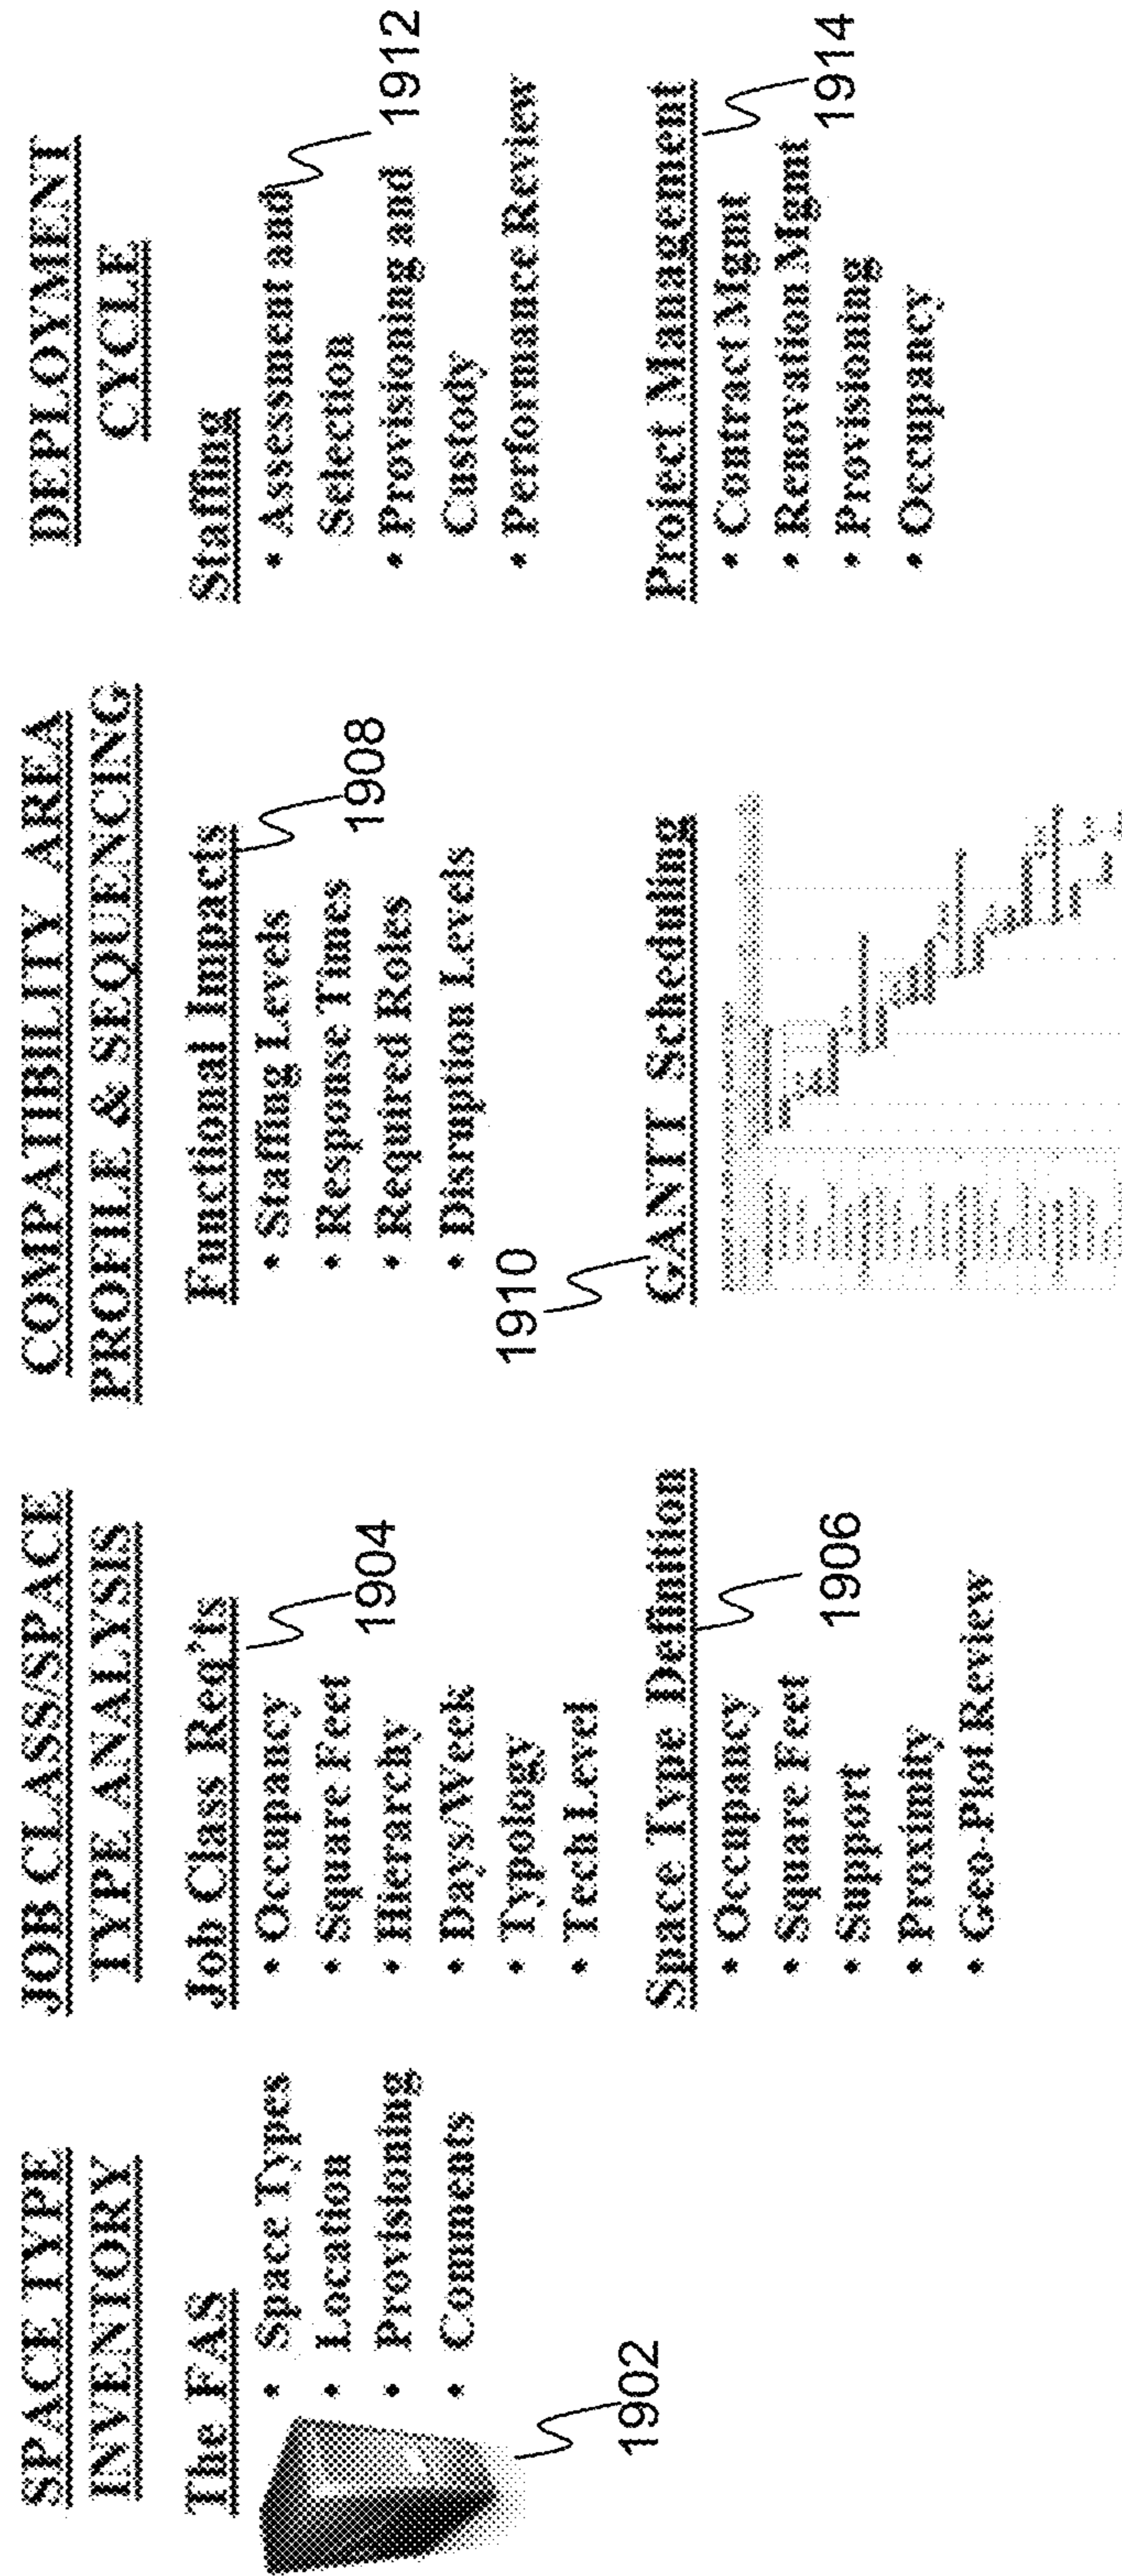 SPACE TYPE
INVENTORY
The FAS
• Space Types
• Location
• Provisioning
• Comments
1902
JOB CLASS/SPACE
TYPE ANALYSIS
Job Class Req'ts
1904
• Occupancy
• Square Feet
• Hierarchy
• Days/Week
• Typology
• Tech Level
Space Type Definition
1906
• Occupancy
• Square Feet
• Support
• Proximity
• Geo-Plot Review
COMPATIBILITY AREA
PROFILE & SEQUENCING
Functional Impacts
1908
• Staffing Levels
• Response Times
• Required Roles
• Disruption Levels
1910
GANTT Scheduling
DEPLOYMENT
CYCLE
Staffing
• Assessment and
Selection
1912
• Provisioning and
Custody
• Performance Review
Project Management
1914
• Contract Mgmt
• Renovation Mgmt
• Provisioning
• Occupancy